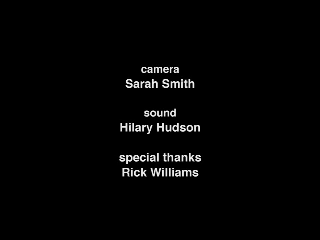 camera
Sarah Smith
sound
Hilary Hudson
special thanks
Rick Williams